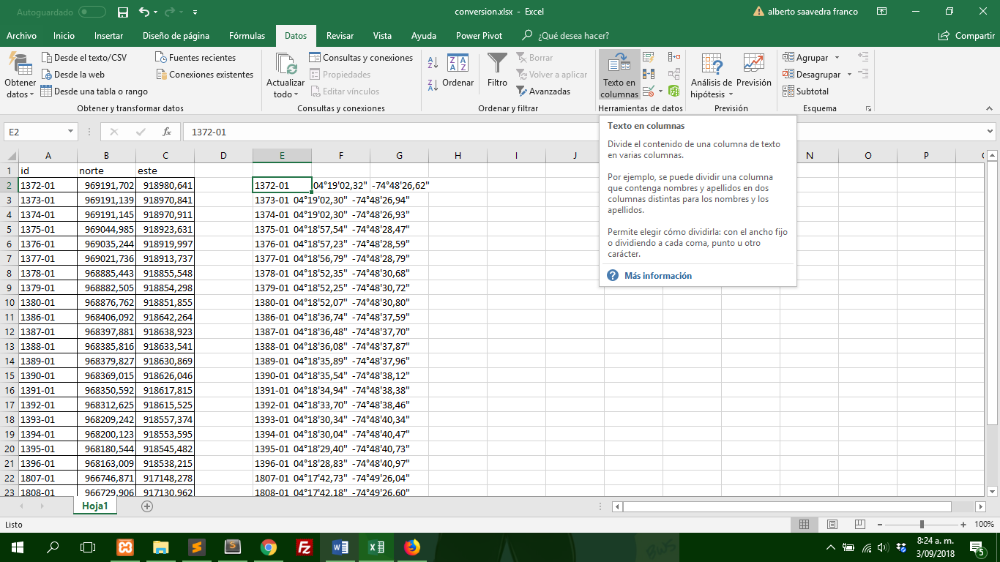 Autoguardado
conversion.xlsx - Excel
alberto saavedra franco
Archivo Inicio Insertar Diseño de página Fórmulas Datos Revisar Vista Ayuda Power Pivot ¿Qué desea hacer? Compartir
Obtener datos
Desde el texto/CSV
Desde la web
Desde una tabla o rango
Fuentes recientes
Conexiones existentes
Obtener y transformar datos
Actualizar todo
Consultas y conexiones
Propiedades
Editar vínculos
Consultas y conexiones
Ordenar
Filtro
Borrar
Volver a aplicar
Avanzadas
Ordenar y filtrar
Texto en columnas
Herramientas de datos
Análisis de hipótesis
Previsión
Previsión
Agrupar
Desagrupar
Subtotal
Esquema
E2
fx
1372-01
Texto en columnas
Divide el contenido de una columna de texto
en varias columnas.
Por ejemplo, se puede dividir una columna
que contenga nombres y apellidos en dos
columnas distintas para los nombres y los
apellidos.
Permite elegir cómo dividirla: con el ancho fijo
o dividiendo a cada coma, punto u otro
carácter.
? Más información
A B C D E F G H I J N O P
1 id norte este
2 1372-01 969191,702 918980,641 1372-01 04°19'02,32" -74°48'26,62"
3 1373-01 969191,139 918970,841 1373-01 04°19'02,30" -74°48'26,94"
4 1374-01 969191,145 918970,911 1374-01 04°19'02,30" -74°48'26,93"
5 1375-01 969044,985 918923,631 1375-01 04°18'57,54" -74°48'28,47"
6 1376-01 969035,244 918919,997 1376-01 04°18'57,23" -74°48'28,59"
7 1377-01 969021,736 918913,737 1377-01 04°18'56,79" -74°48'28,79"
8 1378-01 968885,443 918855,548 1378-01 04°18'52,35" -74°48'30,68"
9 1379-01 968882,505 918854,298 1379-01 04°18'52,25" -74°48'30,72"
10 1380-01 968876,762 918851,855 1380-01 04°18'52,07" -74°48'30,80"
11 1386-01 968406,092 918642,264 1386-01 04°18'36,74" -74°48'37,59"
12 1387-01 968397,881 918638,923 1387-01 04°18'36,48" -74°48'37,70"
13 1388-01 968385,816 918633,541 1388-01 04°18'36,08" -74°48'37,87"
14 1389-01 968379,827 918630,869 1389-01 04°18'35,89" -74°48'37,96"
15 1390-01 968369,015 918626,046 1390-01 04°18'35,54" -74°48'38,12"
16 1391-01 968350,592 918617,815 1391-01 04°18'34,94" -74°48'38,38"
17 1392-01 968312,625 918615,525 1392-01 04°18'33,70" -74°48'38,46"
18 1393-01 968209,242 918557,374 1393-01 04°18'30,34" -74°48'40,34"
19 1394-01 968200,123 918553,595 1394-01 04°18'30,04" -74°48'40,47"
20 1395-01 968180,544 918545,482 1395-01 04°18'29,40" -74°48'40,73"
21 1396-01 968163,009 918538,215 1396-01 04°18'28,83" -74°48'40,97"
22 1807-01 966746,871 917148,278 1807-01 04°17'42,73" -74°49'26,04"
23 1808-01 966729,906 917130,962 1808-01 04°17'42,18" -74°49'26,60"
Hoja1
Listo
100%
8:24 a. m.
3/09/2018
5